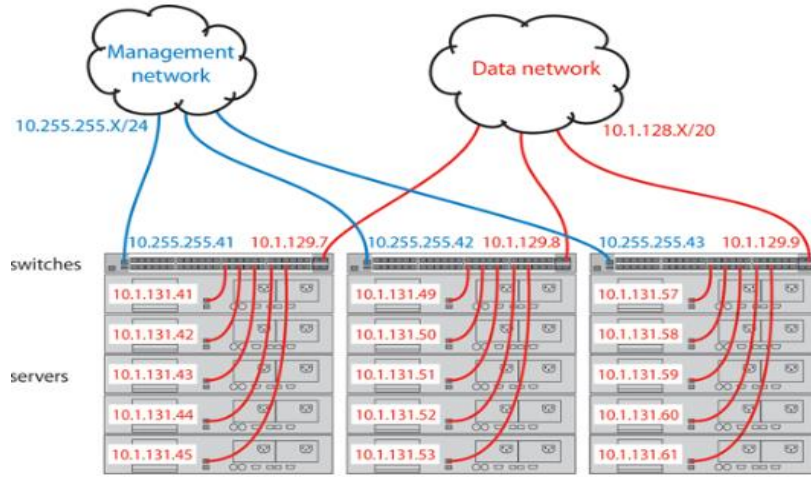 Management
network
Data network
10.255.255.X/24
10.1.128.X/20
10.255.255.41 10.1.129.7
10.255.255.42 10.1.129.8
10.255.255.43 10.1.129.9
switches
10.1.131.41
10.1.131.42
10.1.131.43
10.1.131.44
10.1.131.45
10.1.131.49
10.1.131.50
10.1.131.51
10.1.131.52
10.1.131.53
10.1.131.57
10.1.131.58
10.1.131.59
10.1.131.60
10.1.131.61
servers